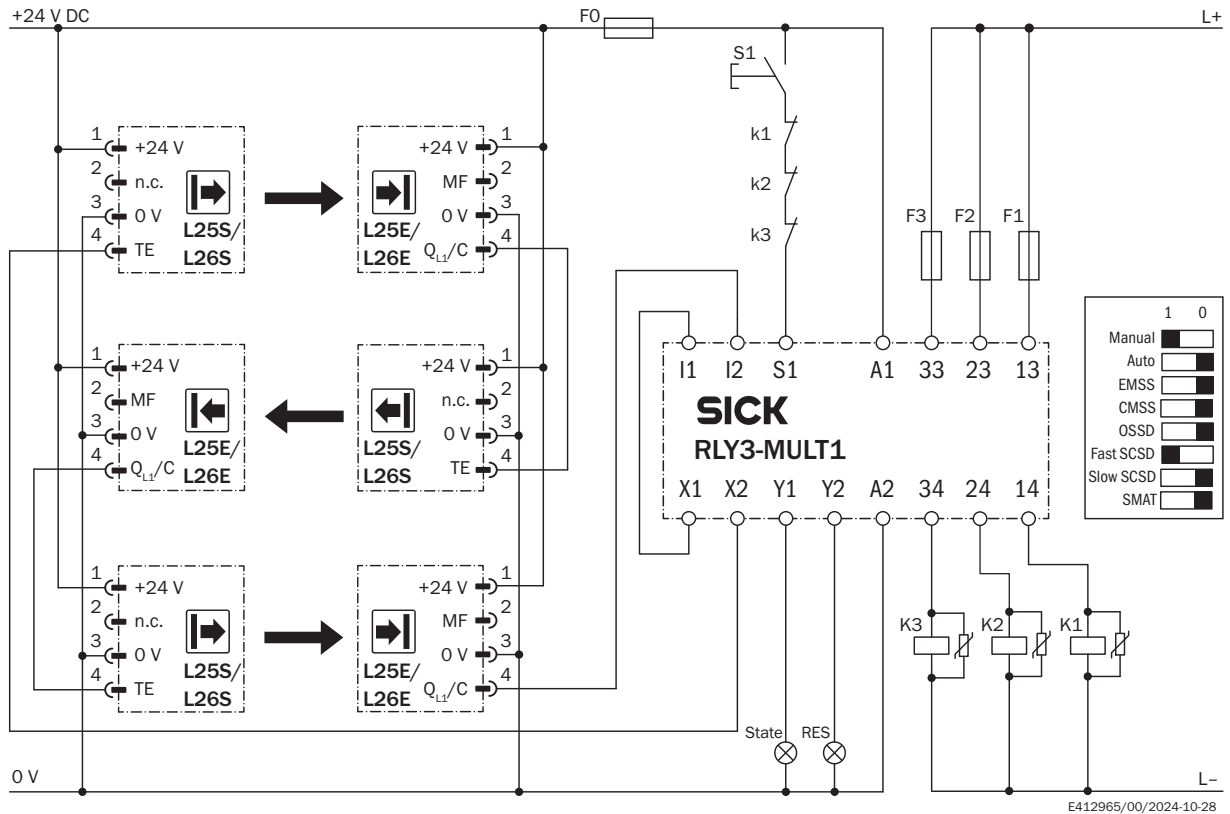 +24 V DC
F0
L+
S1
k1
k2
k3
F3 F2 F1
1 +24 V
2 n.c.
3 0 V
4 TE
L25S/
L26S
+24 V 1
MF 2
0 V 3
Q_L1/C 4
L25E/
L26E
1 +24 V
2 MF
3 0 V
4 Q_L1/C
L25E/
L26E
+24 V 1
n.c. 2
0 V 3
TE 4
L25S/
L26S
1 +24 V
2 n.c.
3 0 V
4 TE
L25S/
L26S
+24 V 1
MF 2
0 V 3
Q_L1/C 4
L25E/
L26E
I1 I2 S1 A1 33 23 13
SICK
RLY3-MULT1
X1 X2 Y1 Y2 A2 34 24 14
1 0
Manual
Auto
EMSS
CMSS
OSSD
Fast SCSD
Slow SCSD
SMAT
K3 K2 K1
State RES
0 V
L–
E412965/00/2024-10-28